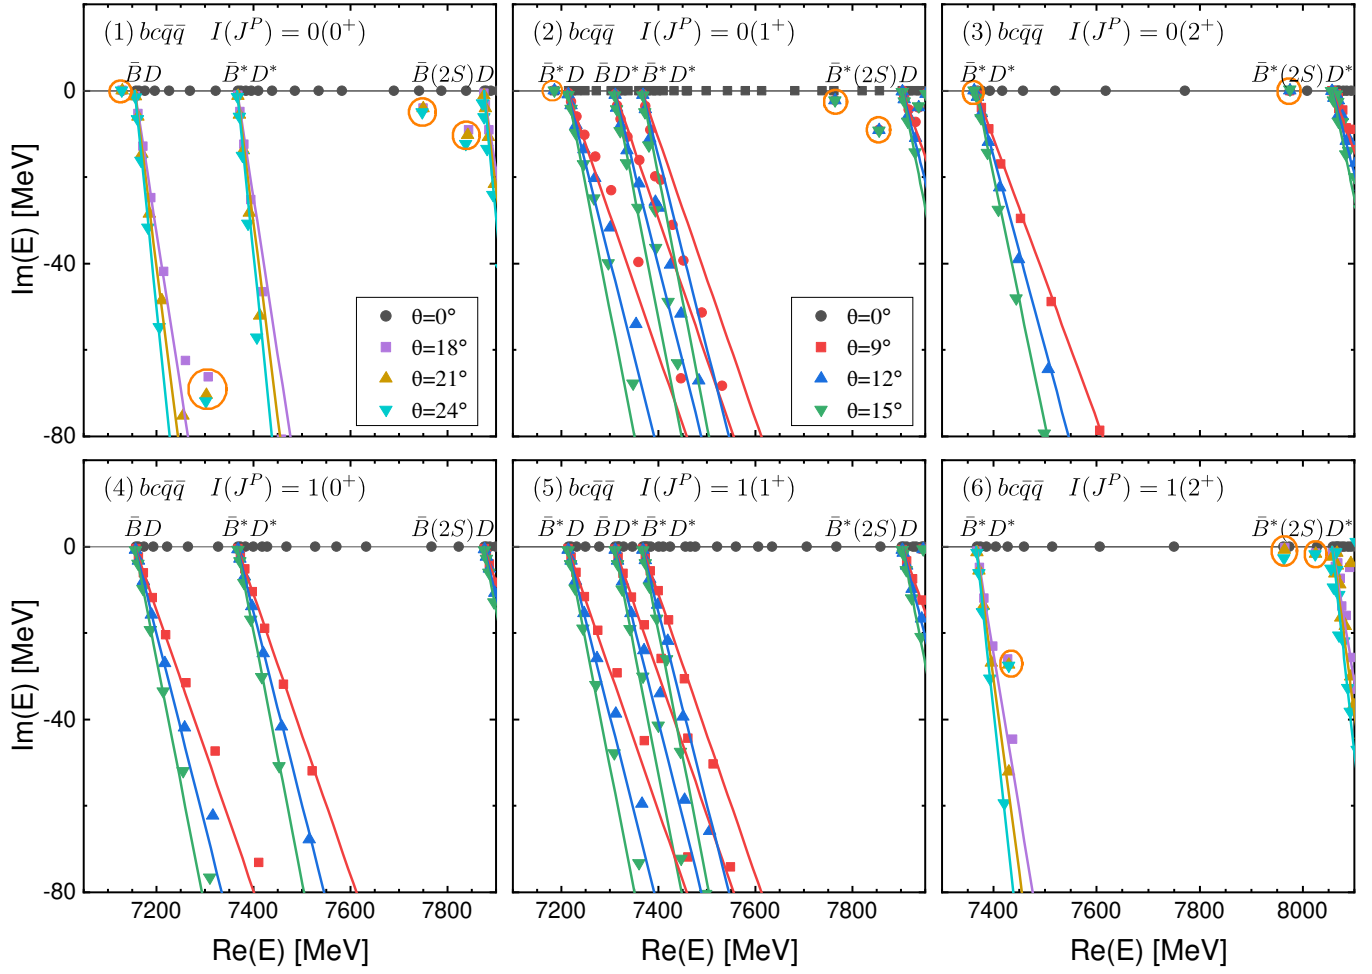 (1) bcq̄q̄ I(J^P) = 0(0⁺)
B̄D B̄*D* B̄(2S)D
(2) bcq̄q̄ I(J^P) = 0(1⁺)
B̄*D B̄D* B̄*D* B̄*(2S)D
(3) bcq̄q̄ I(J^P) = 0(2⁺)
B̄*D* B̄*(2S)D*
Im(E) [MeV]
0
-40
-80
θ=0°
θ=18°
θ=21°
θ=24°
θ=0°
θ=9°
θ=12°
θ=15°
(4) bcq̄q̄ I(J^P) = 1(0⁺)
B̄D B̄*D* B̄(2S)D
(5) bcq̄q̄ I(J^P) = 1(1⁺)
B̄*D B̄D* B̄*D* B̄*(2S)D
(6) bcq̄q̄ I(J^P) = 1(2⁺)
B̄*D* B̄*(2S)D*
Im(E) [MeV]
0
-40
-80
7200 7400 7600 7800
7200 7400 7600 7800
7400 7600 7800 8000
Re(E) [MeV]
Re(E) [MeV]
Re(E) [MeV]